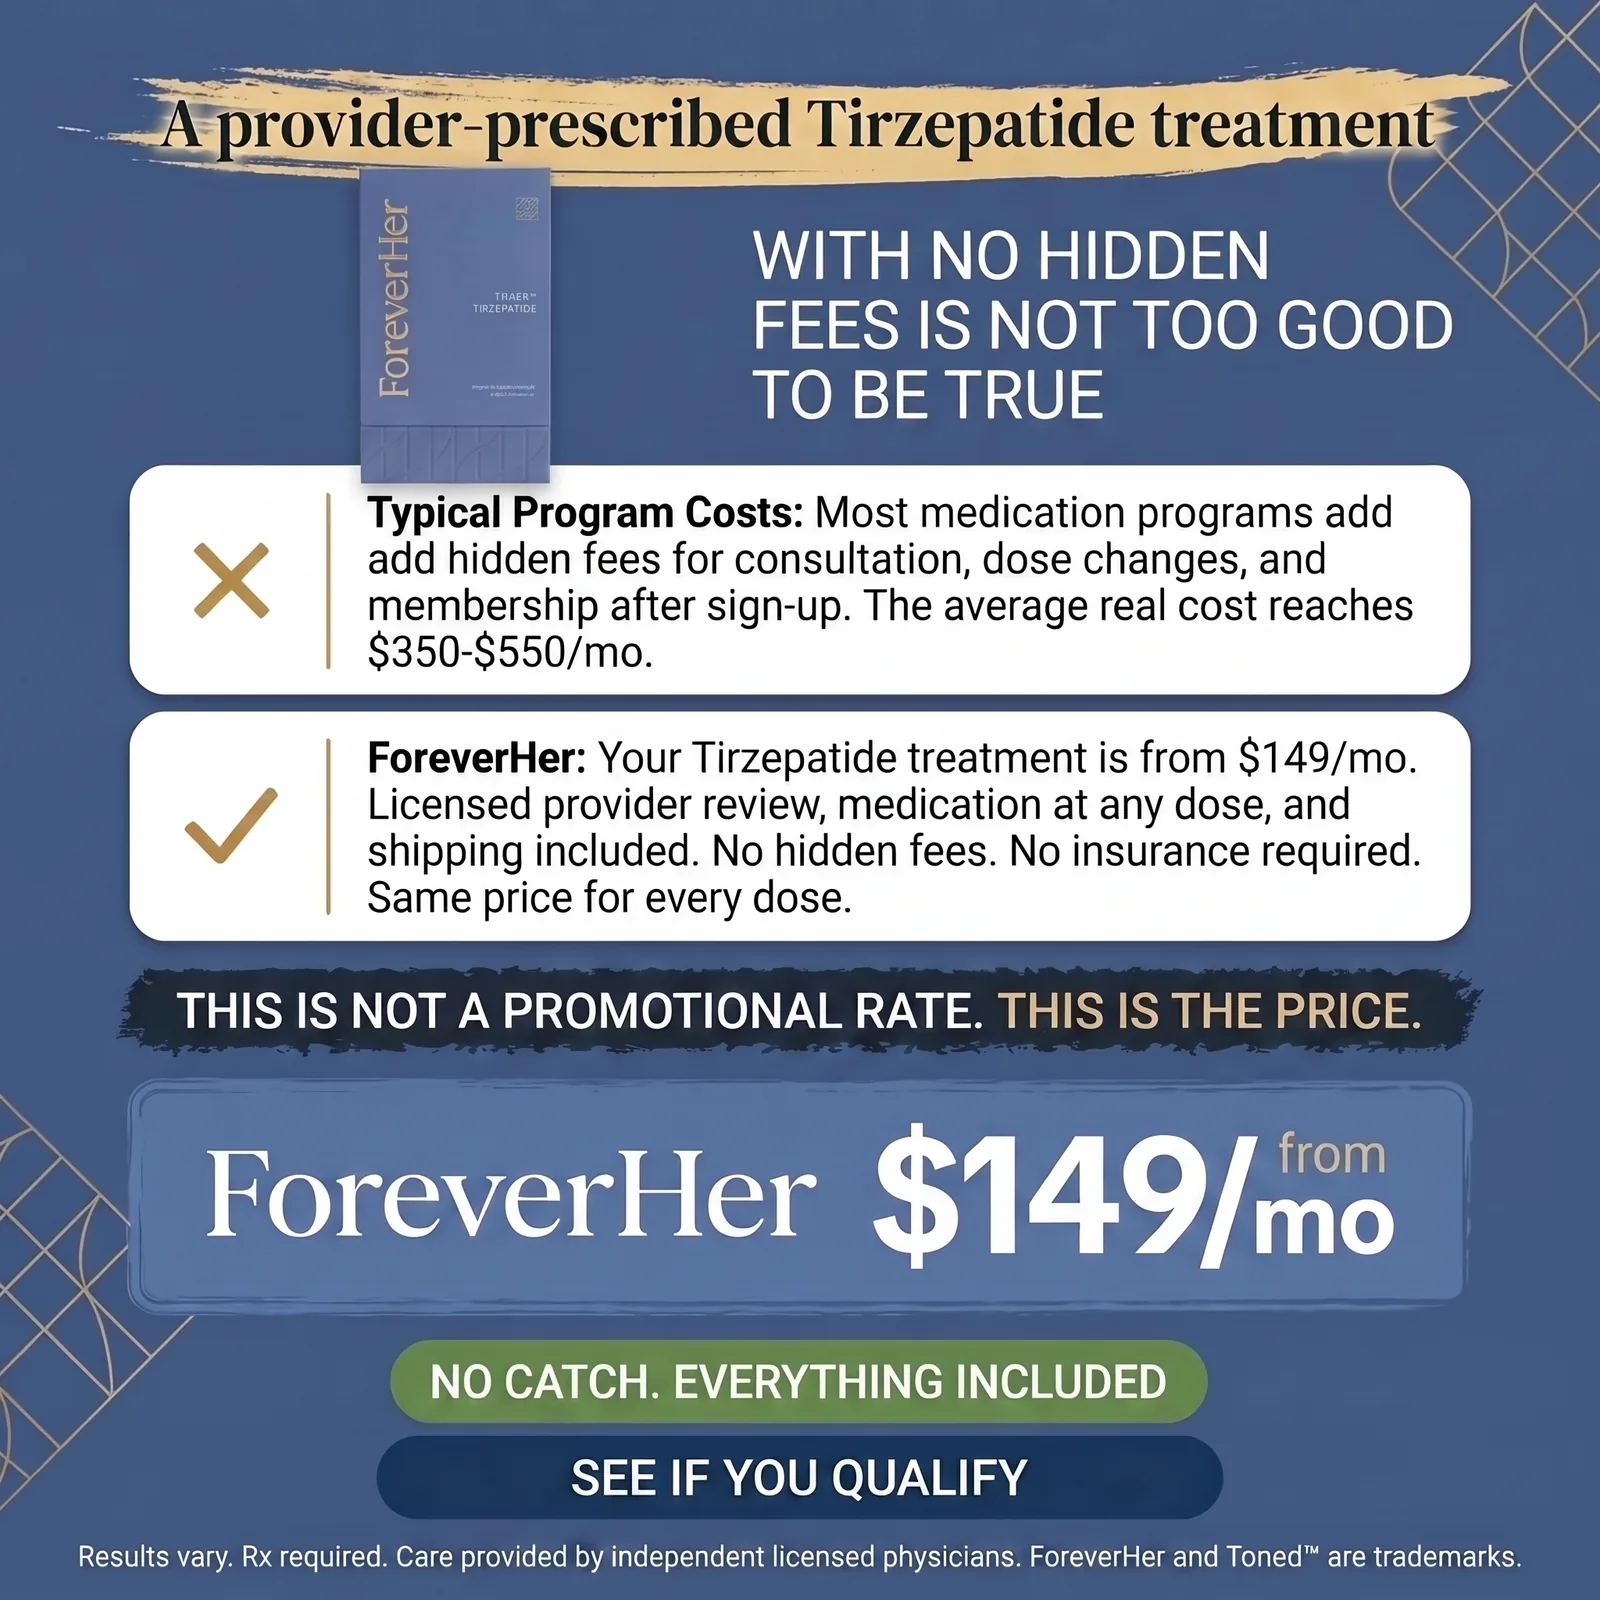 A provider-prescribed Tirzepatide treatment
ForeverHer
TRAER™
TIRZEPATIDE
WITH NO HIDDEN
FEES IS NOT TOO GOOD
TO BE TRUE
Typical Program Costs: Most medication programs add
add hidden fees for consultation, dose changes, and
membership after sign-up. The average real cost reaches
$350-$550/mo.
ForeverHer: Your Tirzepatide treatment is from $149/mo.
Licensed provider review, medication at any dose, and
shipping included. No hidden fees. No insurance required.
Same price for every dose.
THIS IS NOT A PROMOTIONAL RATE. THIS IS THE PRICE.
ForeverHer $149/ from
mo
NO CATCH. EVERYTHING INCLUDED
SEE IF YOU QUALIFY
Results vary. Rx required. Care provided by independent licensed physicians. ForeverHer and Toned™ are trademarks.